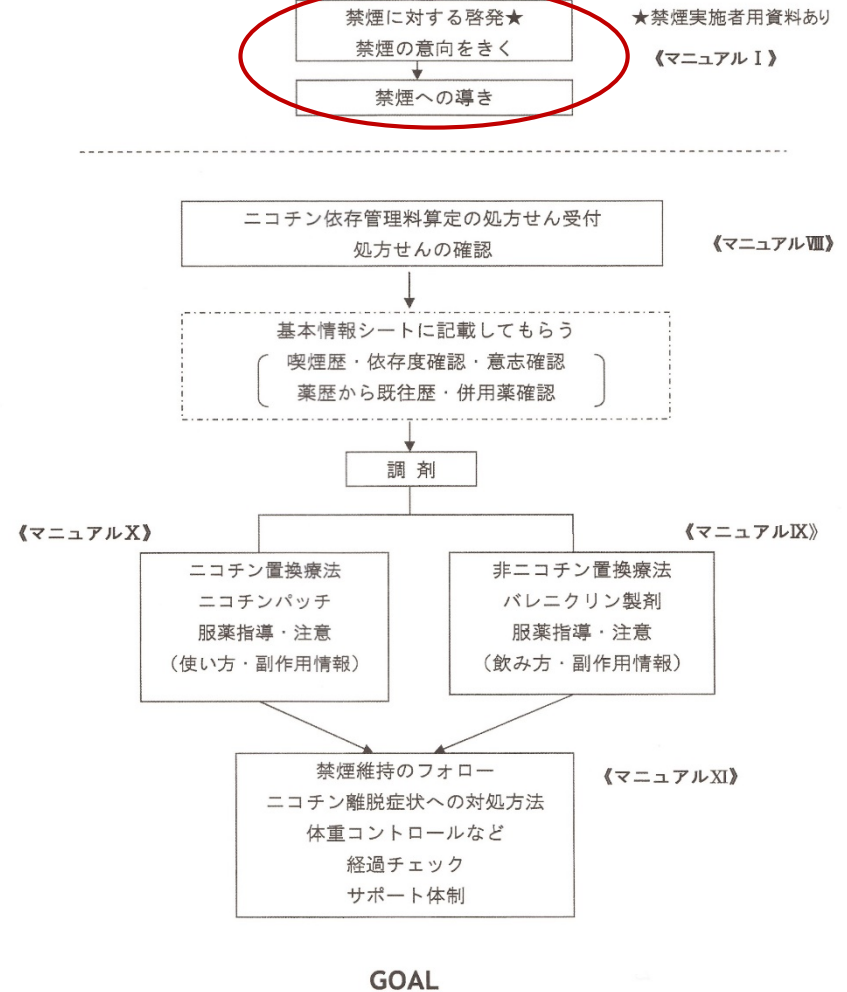 禁煙に対する啓発★
★禁煙実施者用資料あり
禁煙の意向をきく
《マニュアルⅠ》
禁煙への導き
ニコチン依存管理料算定の処方せん受付
処方せんの確認
《マニュアルⅧ》
基本情報シートに記載してもらう
喫煙歴・依存度確認・意志確認
薬歴から既往歴・併用薬確認
調 剤
《マニュアルⅩ》
《マニュアルⅨ》
ニコチン置換療法
ニコチンパッチ
服薬指導・注意
(使い方・副作用情報)
非ニコチン置換療法
バレニクリン製剤
服薬指導・注意
(飲み方・副作用情報)
禁煙維持のフォロー
《マニュアルⅪ》
ニコチン離脱症状への対処方法
体重コントロールなど
経過チェック
サポート体制
GOAL